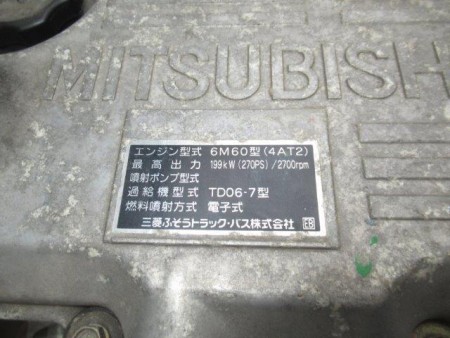 MITSUBISH
エンジン型式 6M60型(4AT2)
最高出力 199kW(270PS)/2700rpm
噴射ポンプ型式
過給機型式 TD06-7型
燃料噴射方式 電子式
三菱ふそうトラック・バス株式会社